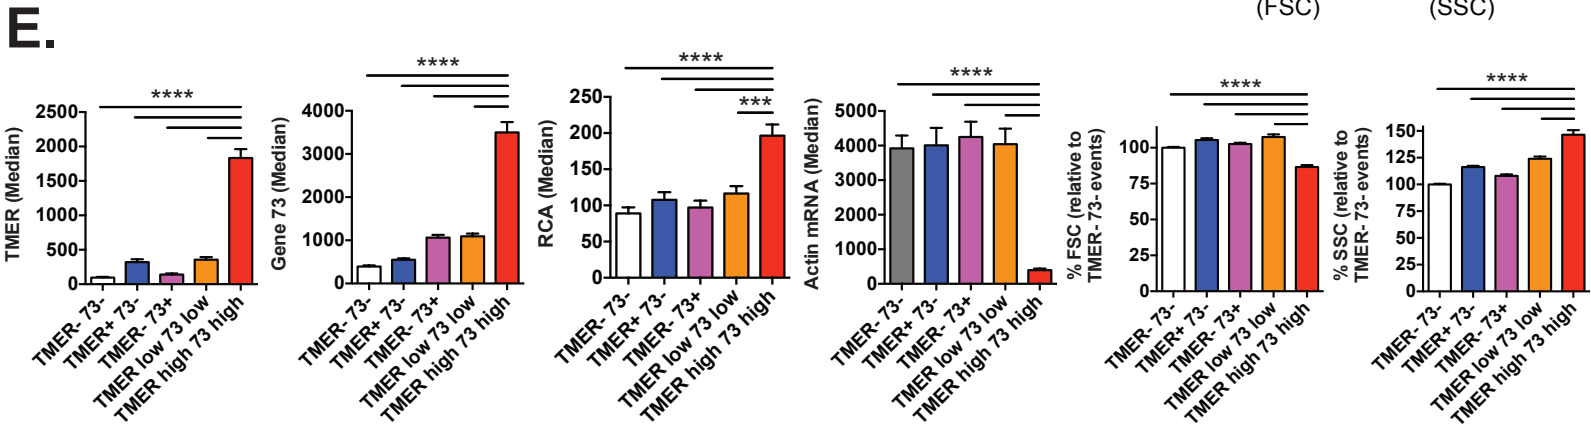 E.
(FSC)
(SSC)
TMER (Median)
2500
2000
1500
1000
500
0
****
TMER- 73-
TMER+ 73-
TMER- 73+
TMER low 73 low
TMER high 73 high
Gene 73 (Median)
4000
3000
2000
1000
0
****
TMER- 73-
TMER+ 73-
TMER- 73+
TMER low 73 low
TMER high 73 high
RCA (Median)
250
200
150
100
50
0
****
***
TMER- 73-
TMER+ 73-
TMER- 73+
TMER low 73 low
TMER high 73 high
Actin mRNA (Median)
5000
4000
3000
2000
1000
0
****
TMER- 73-
TMER+ 73-
TMER- 73+
TMER low 73 low
TMER high 73 high
% FSC (relative to
TMER- 73- events)
100
75
50
25
0
****
TMER- 73-
TMER+ 73-
TMER- 73+
TMER low 73 low
TMER high 73 high
% SSC (relative to
TMER- 73- events)
150
125
100
75
50
25
0
****
TMER- 73-
TMER+ 73-
TMER- 73+
TMER low 73 low
TMER high 73 high